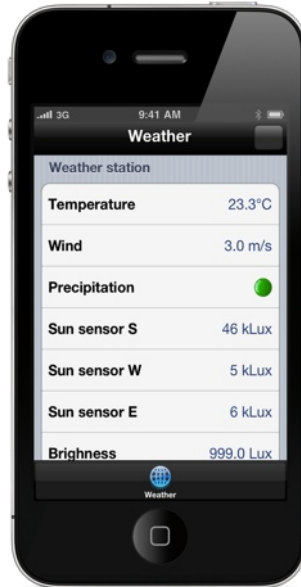 3G 9:41 AM
Weather
Weather station
Temperature 23.3°C
Wind 3.0 m/s
Precipitation
Sun sensor S 46 kLux
Sun sensor W 5 kLux
Sun sensor E 6 kLux
Brighness 999.0 Lux
Weather